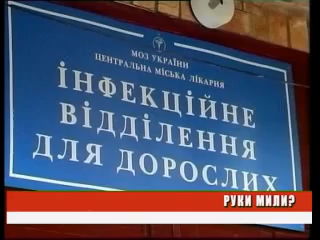 МОЗ УКРАЇНИ
ЦЕНТРАЛЬНА МІСЬКА ЛІКАРНЯ
ІНФЕКЦІЙНЕ
ВІДДІЛЕННЯ
ДЛЯ ДОРОСЛИХ
РУКИ МИЛИ?